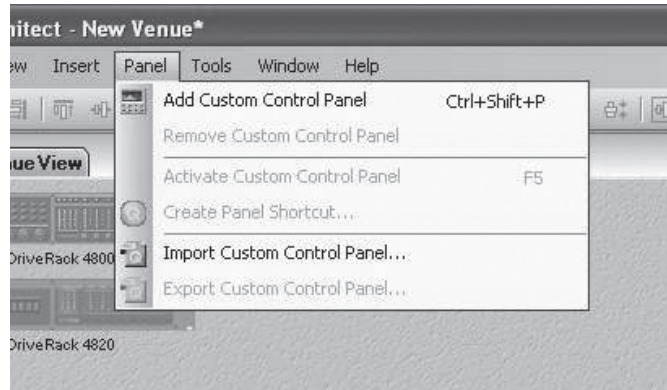 itect - New Venue*
ew Insert Panel Tools Window Help
Add Custom Control Panel Ctrl+Shift+P
Remove Custom Control Panel
ue View
Activate Custom Control Panel F5
Create Panel Shortcut...
DriveRack 4800
Import Custom Control Panel...
Export Custom Control Panel...
DriveRack 4820